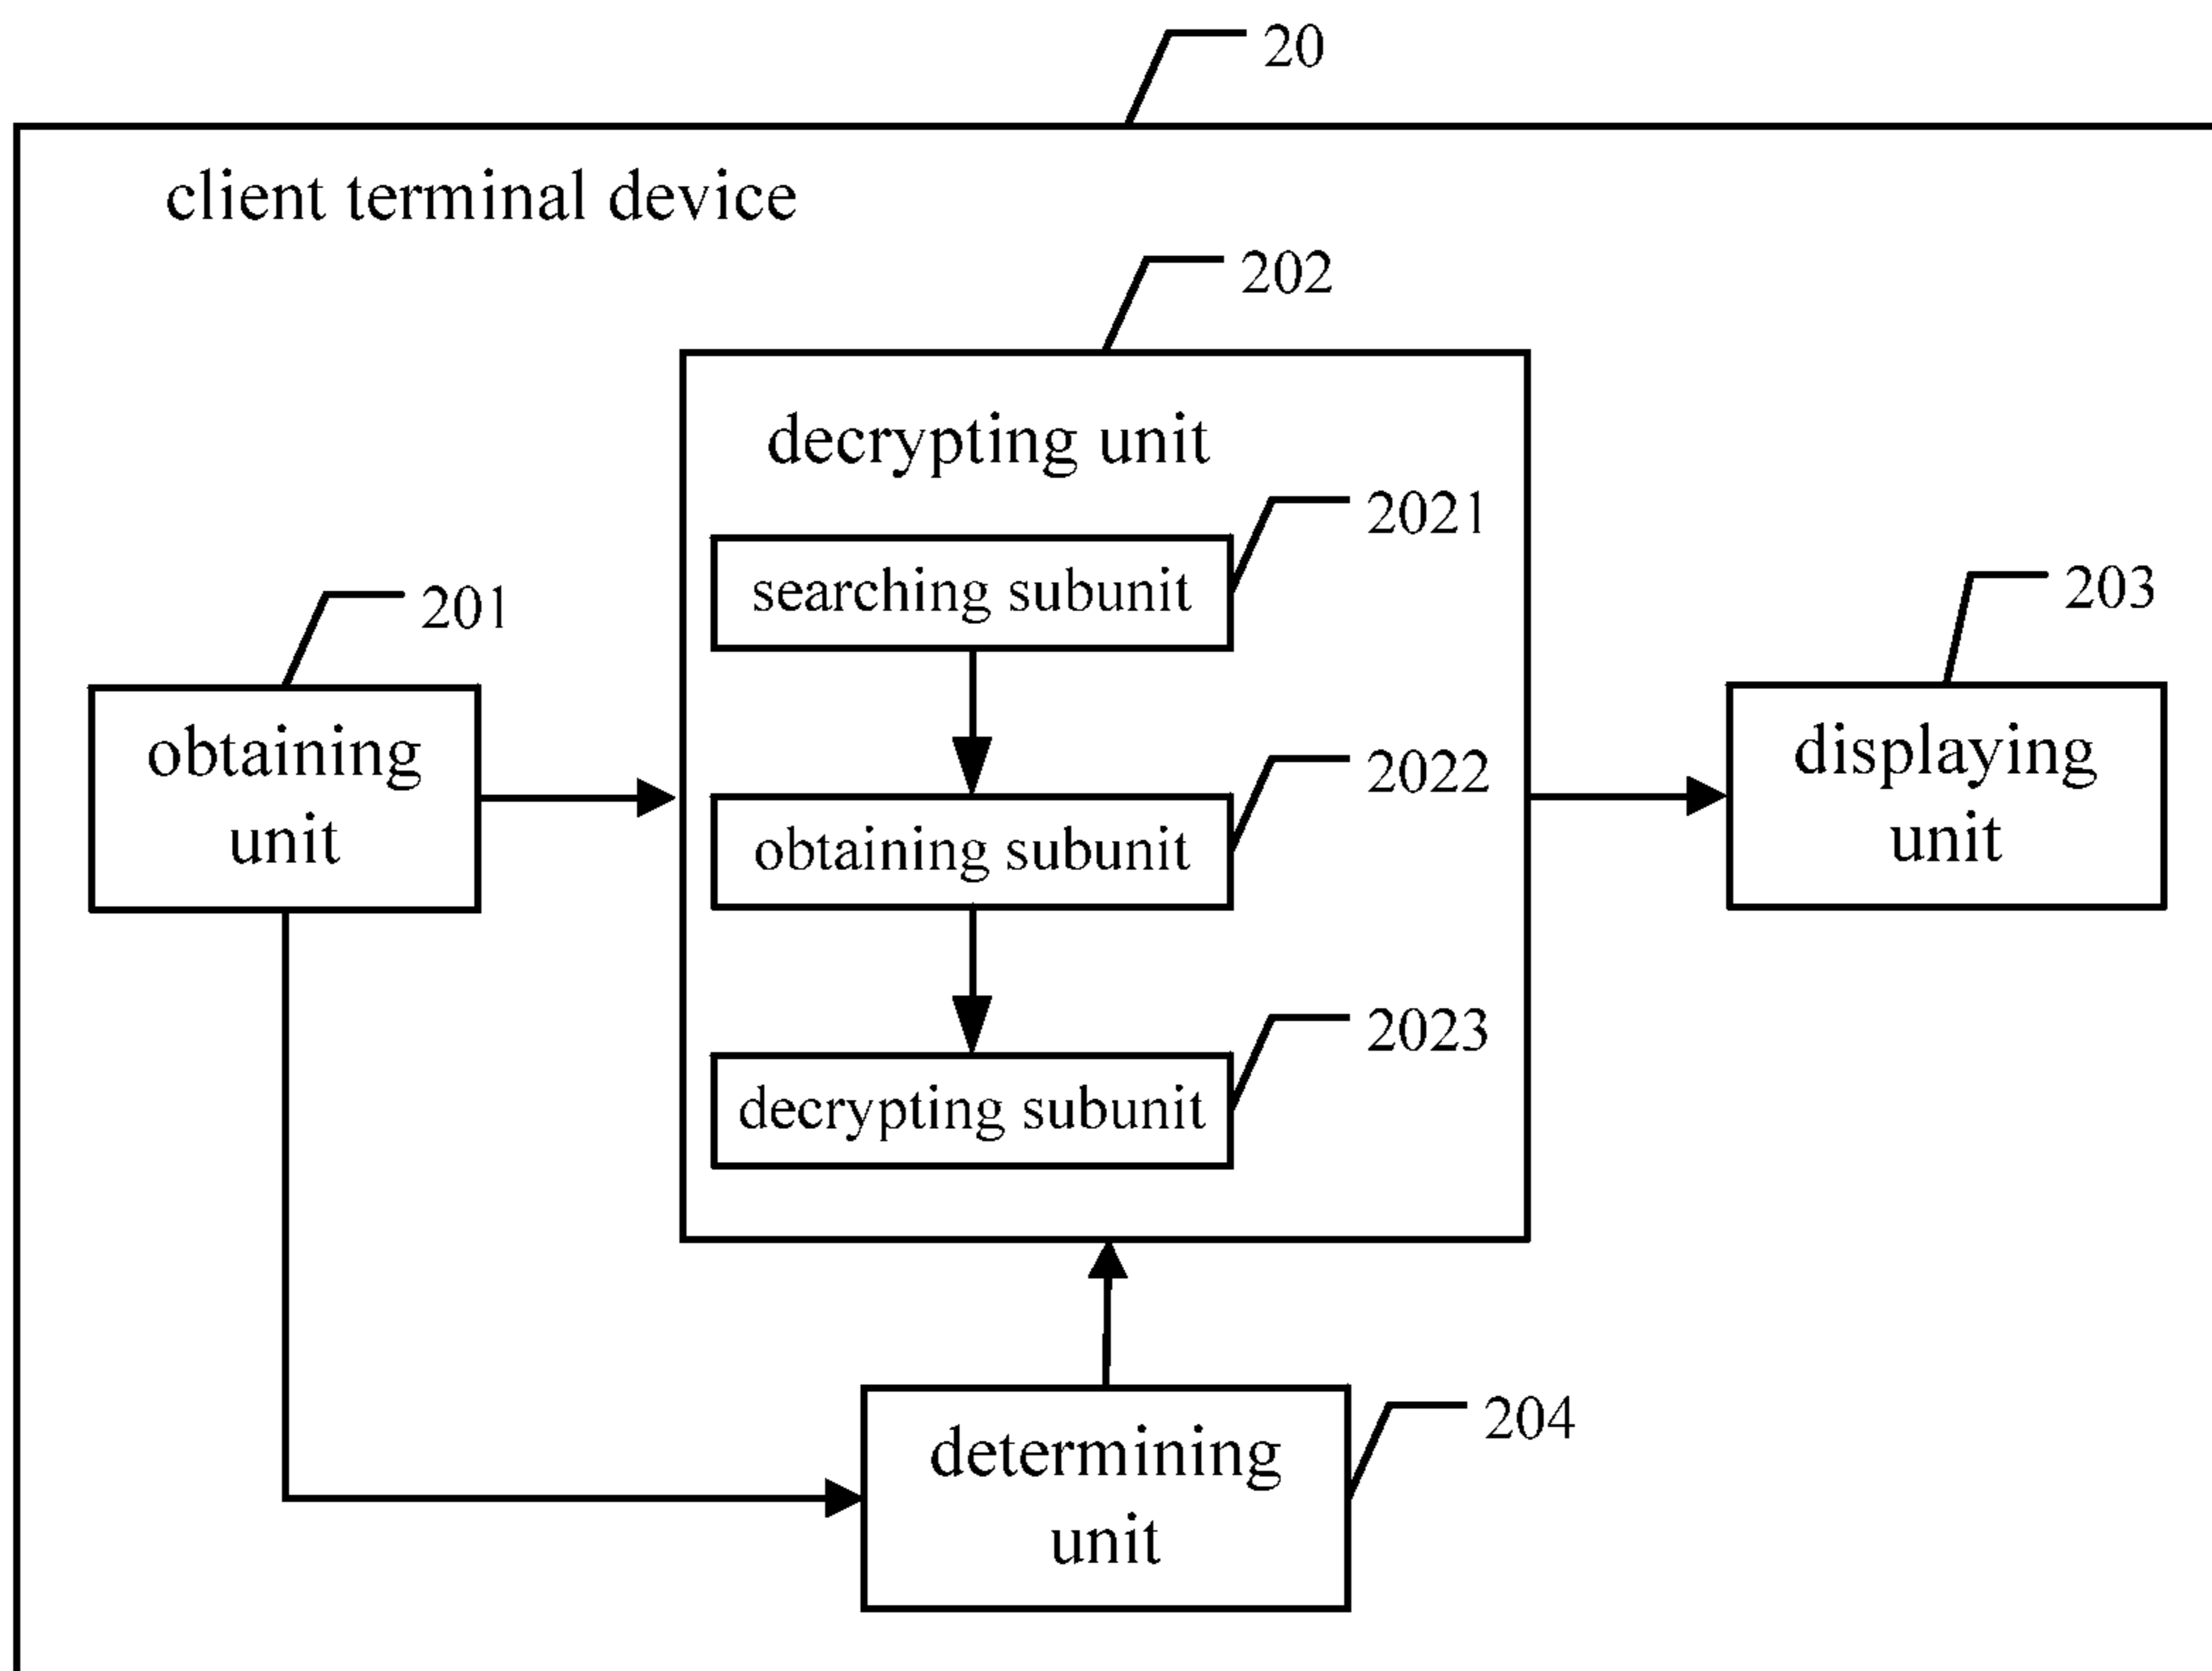 20
client terminal device
202
decrypting unit
2021
searching subunit
201
203
obtaining
unit
displaying
unit
2022
obtaining subunit
2023
decrypting subunit
204
determining
unit